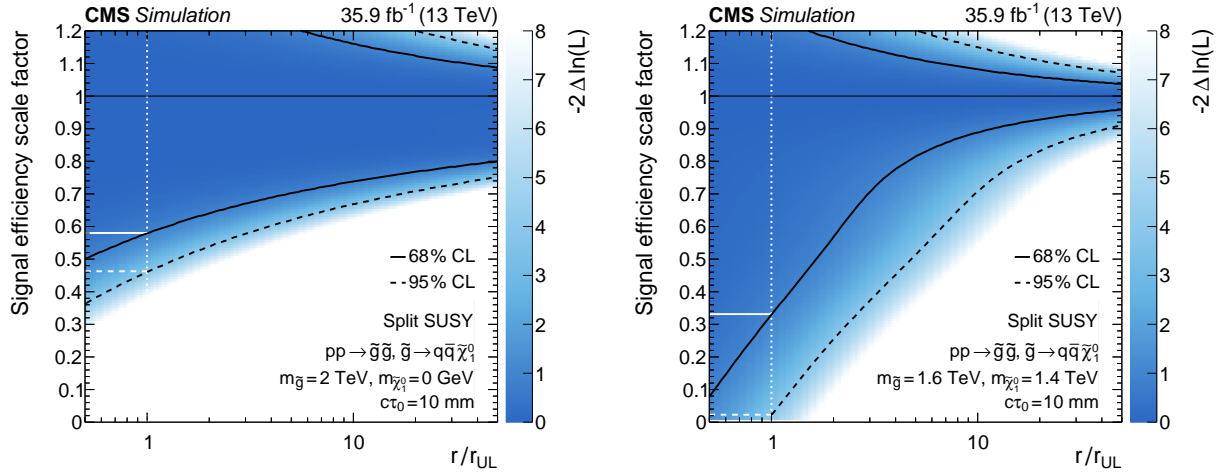 CMS Simulation 35.9 fb⁻¹ (13 TeV)
Signal efficiency scale factor
1.2
1.1
1
0.9
0.8
0.7
0.6
0.5
0.4
0.3
0.2
0.1
0
68% CL
95% CL
Split SUSY
pp→g̃g̃, g̃→qq̅χ̃₁⁰
m_g̃=2 TeV, m_χ̃₁⁰=0 GeV
cτ₀=10 mm
1 10
r/r_UL
8
7
6
5
4
3
2
1
0
-2 Δ ln(L)
CMS Simulation 35.9 fb⁻¹ (13 TeV)
Signal efficiency scale factor
1.2
1.1
1
0.9
0.8
0.7
0.6
0.5
0.4
0.3
0.2
0.1
0
68% CL
95% CL
Split SUSY
pp→g̃g̃, g̃→qq̅χ̃₁⁰
m_g̃=1.6 TeV, m_χ̃₁⁰=1.4 TeV
cτ₀=10 mm
1 10
r/r_UL
8
7
6
5
4
3
2
1
0
-2 Δ ln(L)